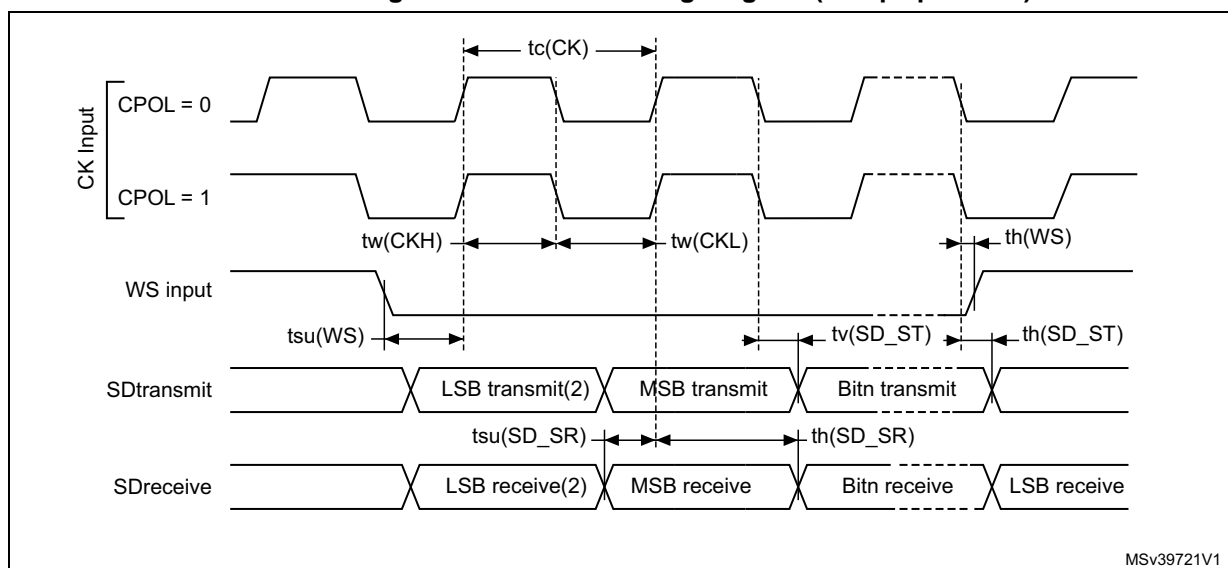 tc(CK)
CK Input
CPOL = 0
CPOL = 1
tw(CKH)
tw(CKL)
th(WS)
WS input
tsu(WS)
tv(SD_ST)
th(SD_ST)
SDtransmit
LSB transmit(2)
MSB transmit
Bitn transmit
tsu(SD_SR)
th(SD_SR)
SDreceive
LSB receive(2)
MSB receive
Bitn receive
LSB receive
MSv39721V1